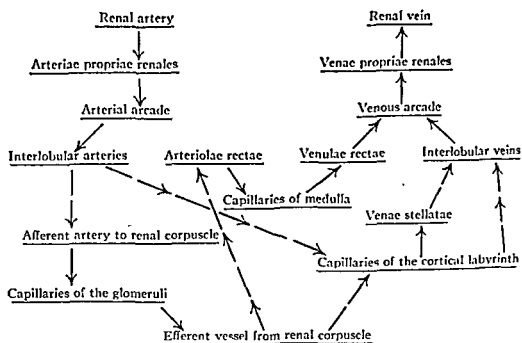 Renal artery
Renal vein
Arteriae propriae renales
Venae propriae renales
Arterial arcade
Venous arcade
Interlobular arteries
Arteriolae rectae
Venulae rectae
Interlobular veins
Capillaries of medulla
Venae stellatae
Afferent artery to renal corpuscle
Capillaries of the cortical labyrinth
Capillaries of the glomeruli
Efferent vessel from renal corpuscle